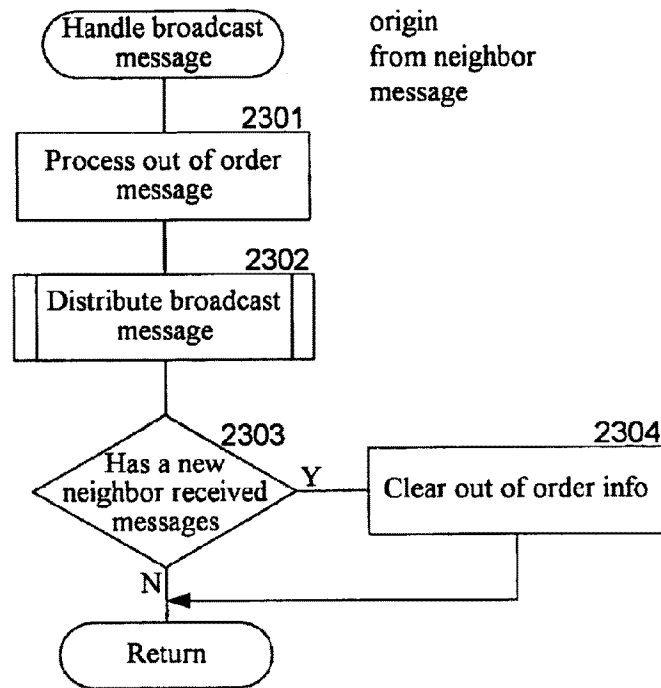 Handle broadcast
message
origin
from neighbor
message
2301
Process out of order
message
2302
Distribute broadcast
message
2303
Has a new
neighbor received
messages
Y
2304
Clear out of order info
N
Return